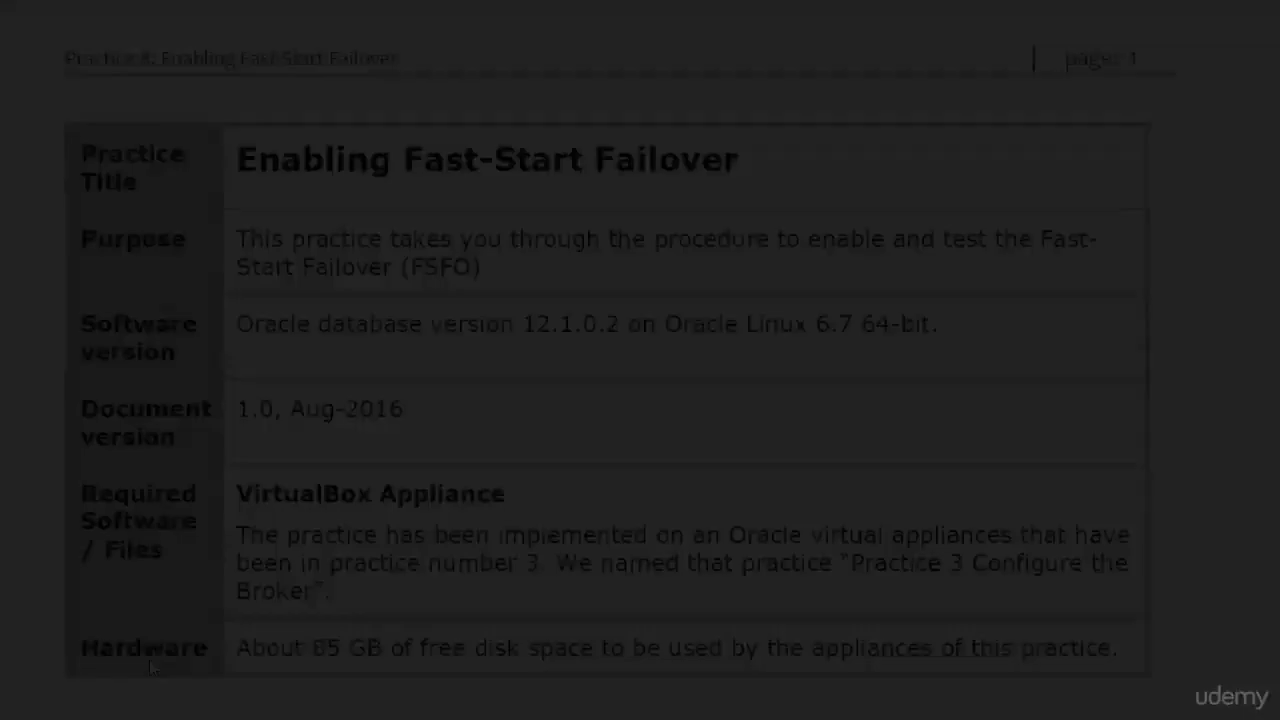 Practice 8: Enabling Fast-Start Failover
page: 1
Practice
Title
Enabling Fast-Start Failover
Purpose
This practice takes you through the procedure to enable and test the Fast-
Start Failover (FSFO)
Software
version
Oracle database version 12.1.0.2 on Oracle Linux 6.7 64-bit.
Document
version
1.0, Aug-2016
Required
Software
/ Files
VirtualBox Appliance
The practice has been implemented on an Oracle virtual appliances that have
been in practice number 3. We named that practice "Practice 3 Configure the
Broker".
Hardware
About 85 GB of free disk space to be used by the appliances of this practice.
udemy